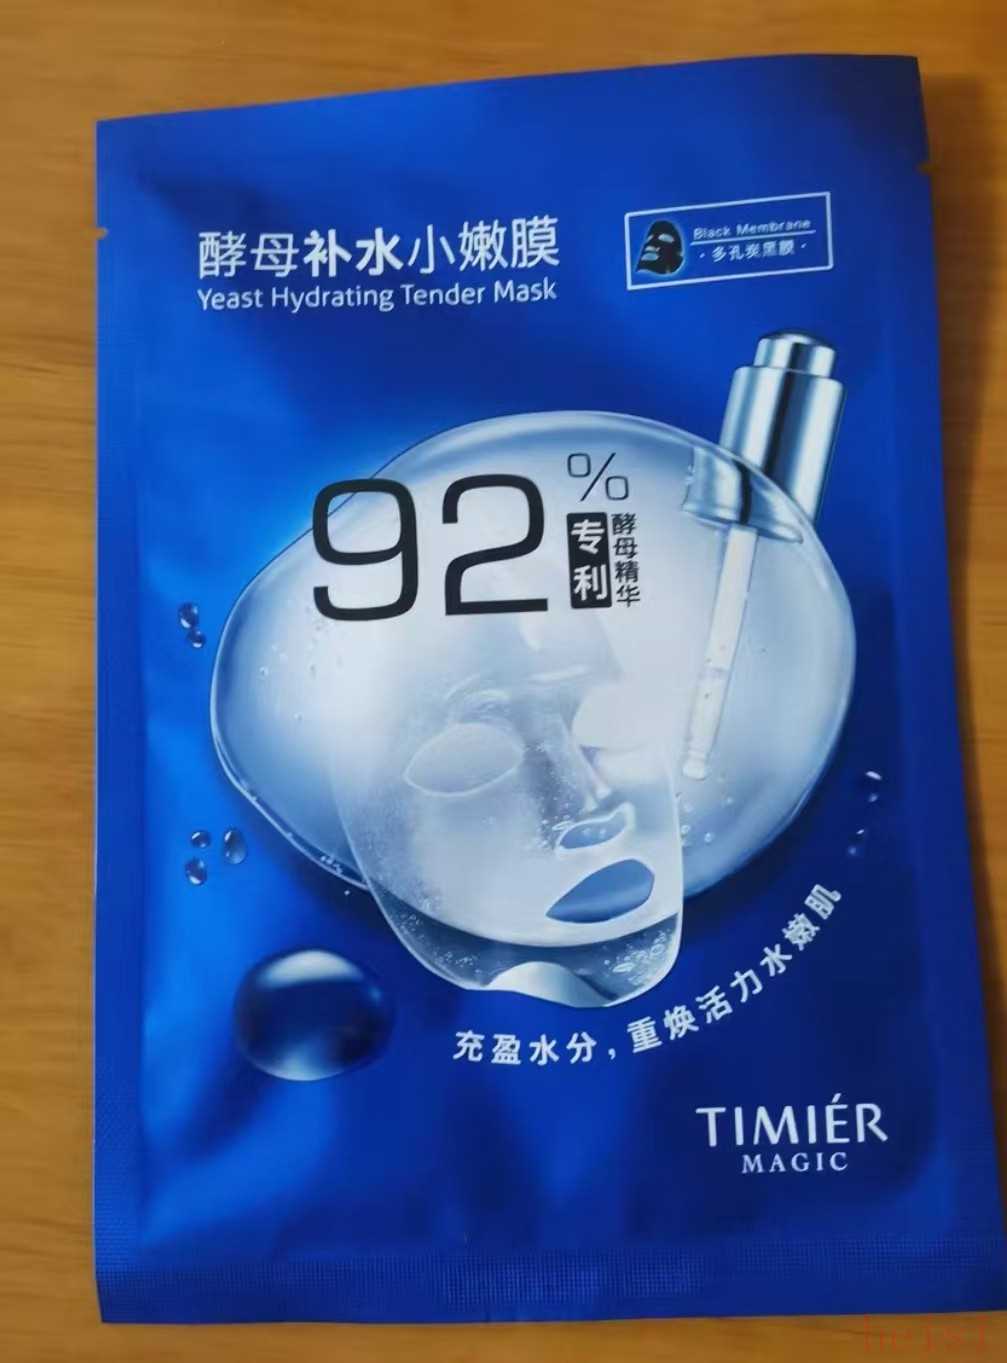 酵母补水小嫩膜
Yeast Hydrating Tender Mask
Black Membrane
·多孔炭黑膜·
92%
专利
酵母精华
充盈水分，重焕活力水嫩肌
TIMIÉR
MAGIC